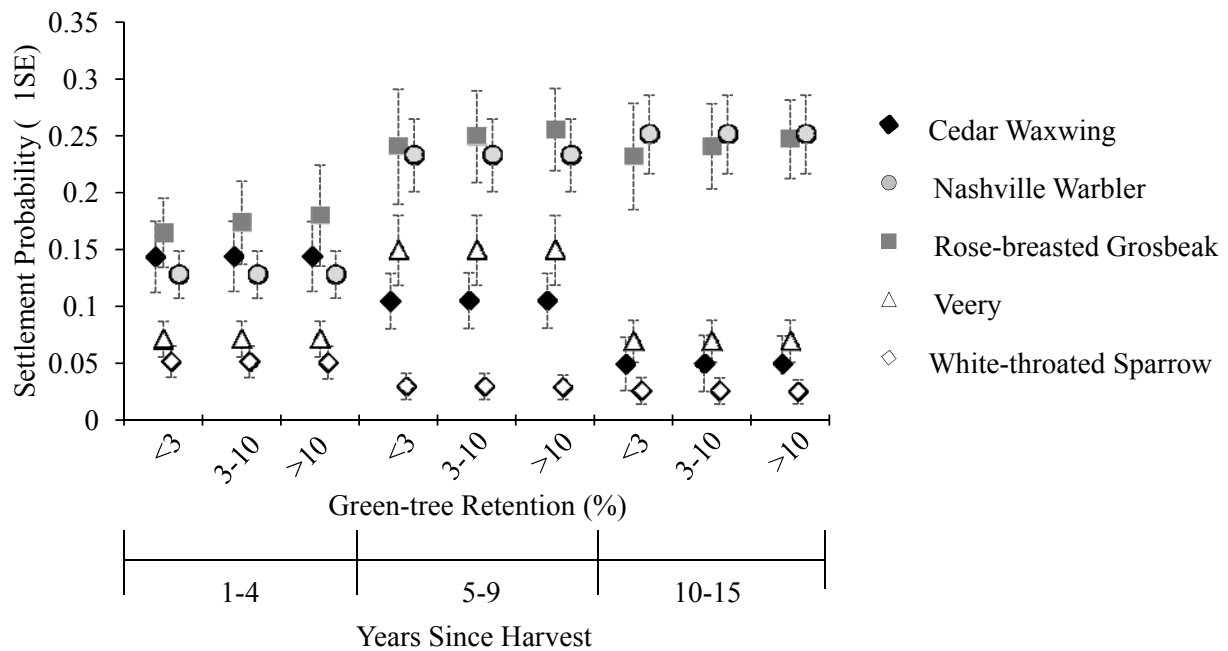 0.35
0.3
0.25
0.2
0.15
0.1
0.05
0
Settlement Probability ( 1SE)
<3 3-10 >10 <3 3-10 >10 <3 3-10 >10
Green-tree Retention (%)
1-4 5-9 10-15
Years Since Harvest
Cedar Waxwing
Nashville Warbler
Rose-breasted Grosbeak
Veery
White-throated Sparrow